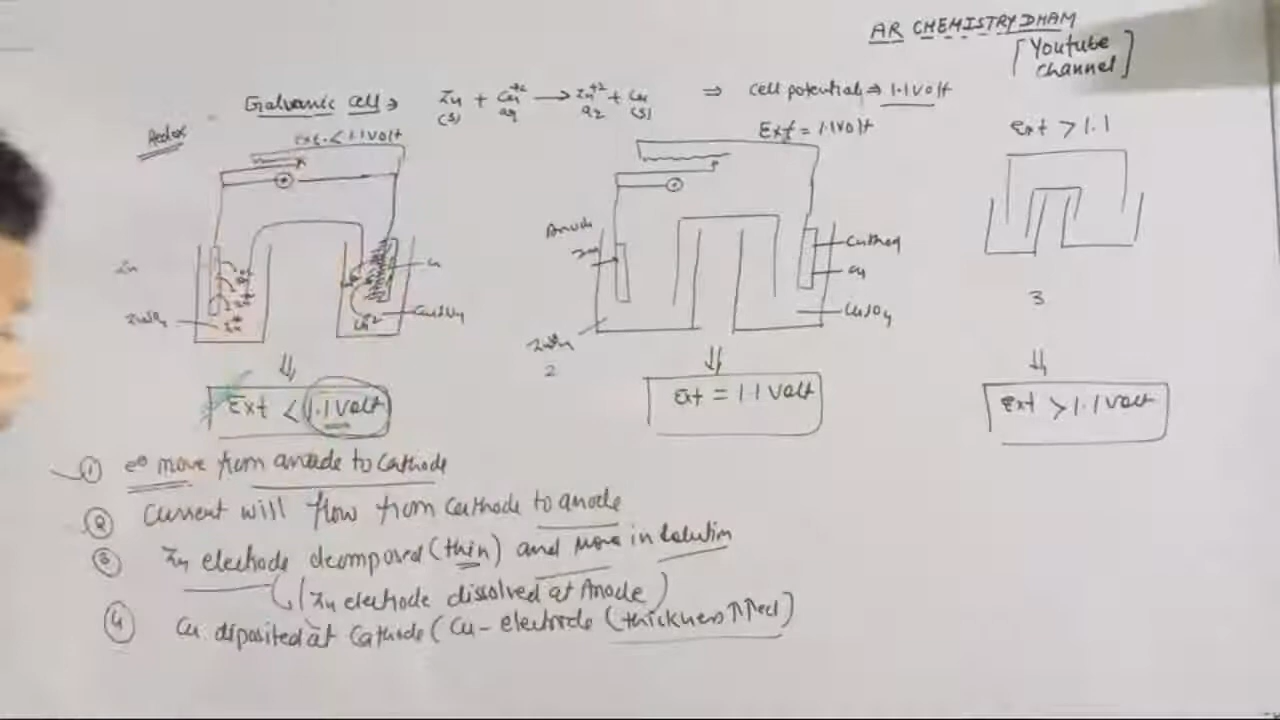 AR CHEMISTRY DHAM
[Youtube channel]
Galvanic cell → Zn (s) + Cu+2 aq → Zn+2 aq + Cu (s) ⇒ cell potential ⇒ 1.1 Volt
Redox
Ext. < 1.1 Volt
Ext = 1.1 Volt
Ext > 1.1
Zn
ZnSO4
Cu
CuSO4
Anode
Zn
ZnSO4
2
Cathod
Cu
CuSO4
3
Ext < 1.1 Volt
Ext = 1.1 Volt
Ext > 1.1 Volt
① e⊖ move from anode to Cathode
② Current will flow from Cathode to anode
③ Zn electrode decomposed (thin) and move in solution
(Zn electrode dissolved at Anode)
④ Cu diposited at Cathode (Cu - electrode (thickness ↑↑ed)